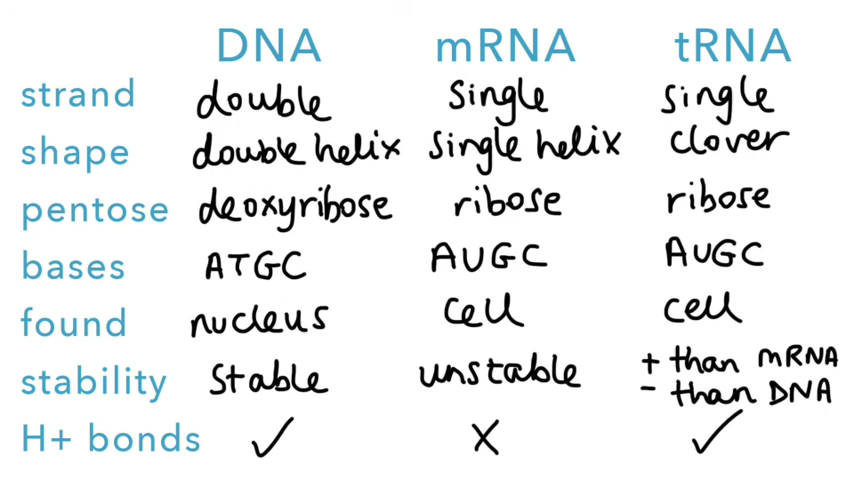 DNA mRNA tRNA
strand double single single
shape double helix single helix clover
pentose deoxyribose ribose ribose
bases ATGC AUGC AUGC
found nucleus cell cell
stability stable unstable + than mRNA
- than DNA
H+ bonds ✓ X ✓